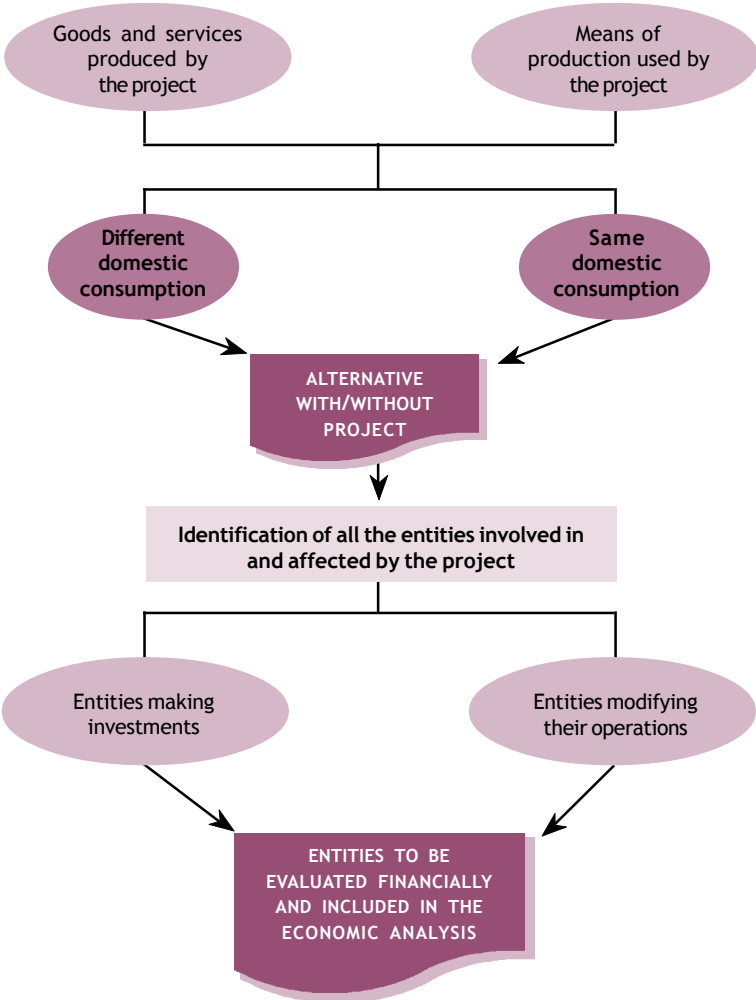 Goods and services
produced by
the project
Means of
production used by
the project
Different
domestic
consumption
Same
domestic
consumption
ALTERNATIVE
WITH/WITHOUT
PROJECT
Identification of all the entities involved in
and affected by the project
Entities making
investments
Entities modifying
their operations
ENTITIES TO BE
EVALUATED FINANCIALLY
AND INCLUDED IN THE
ECONOMIC ANALYSIS